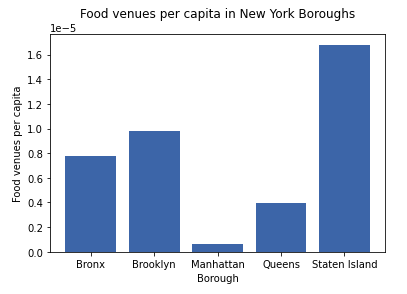 Food venues per capita in New York Boroughs
1e−5
1.6
1.4
1.2
1.0
0.8
0.6
0.4
0.2
0.0
Food venues per capita
Bronx Brooklyn Manhattan Queens Staten Island
Borough